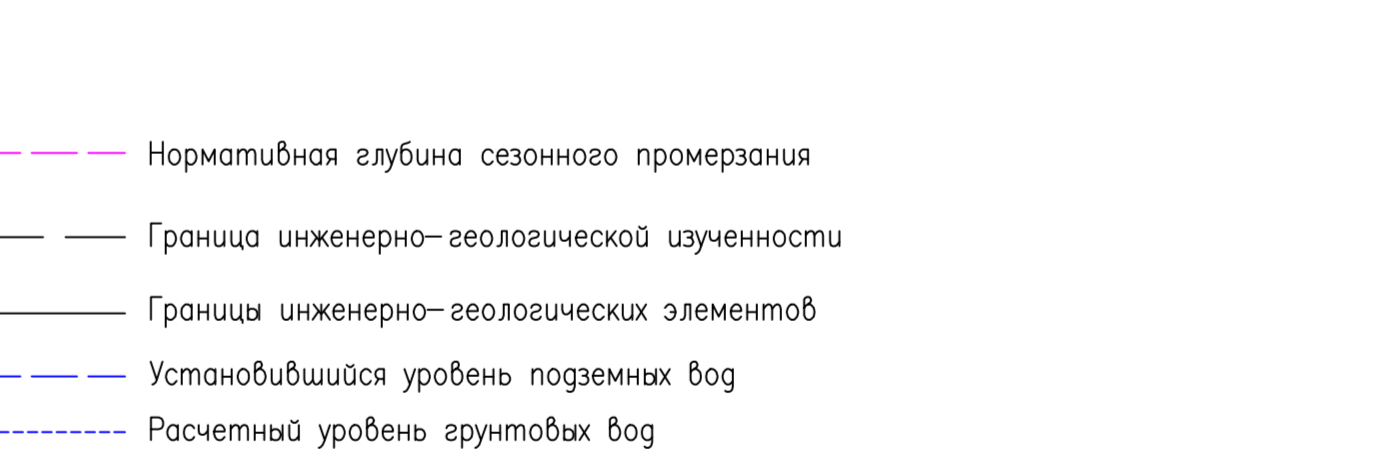 Нормативная глубина сезонного промерзания
Граница инженерно-геологической изученности
Границы инженерно-геологических элементов
Установившийся уровень подземных вод
Расчетный уровень грунтовых вод